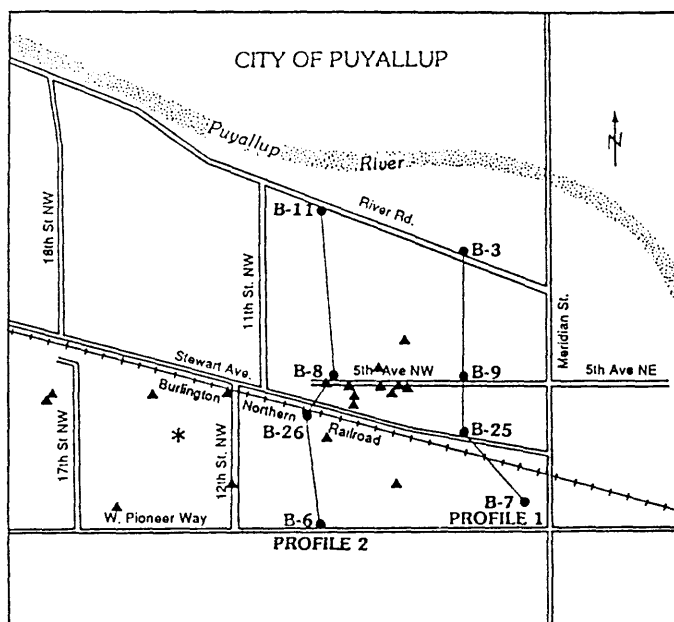 CITY OF PUYALLUP
Puyallup
River
N
18th St NW
11th St. NW
B-11
River Rd.
B-3
Meridian St.
Stewart Ave.
B-8
5th Ave NW
B-9
5th Ave NE
Burlington
Northern
Railroad
B-26
B-25
17th St NW
12th St. NW
B-7
PROFILE 1
W. Pioneer Way
B-6
PROFILE 2